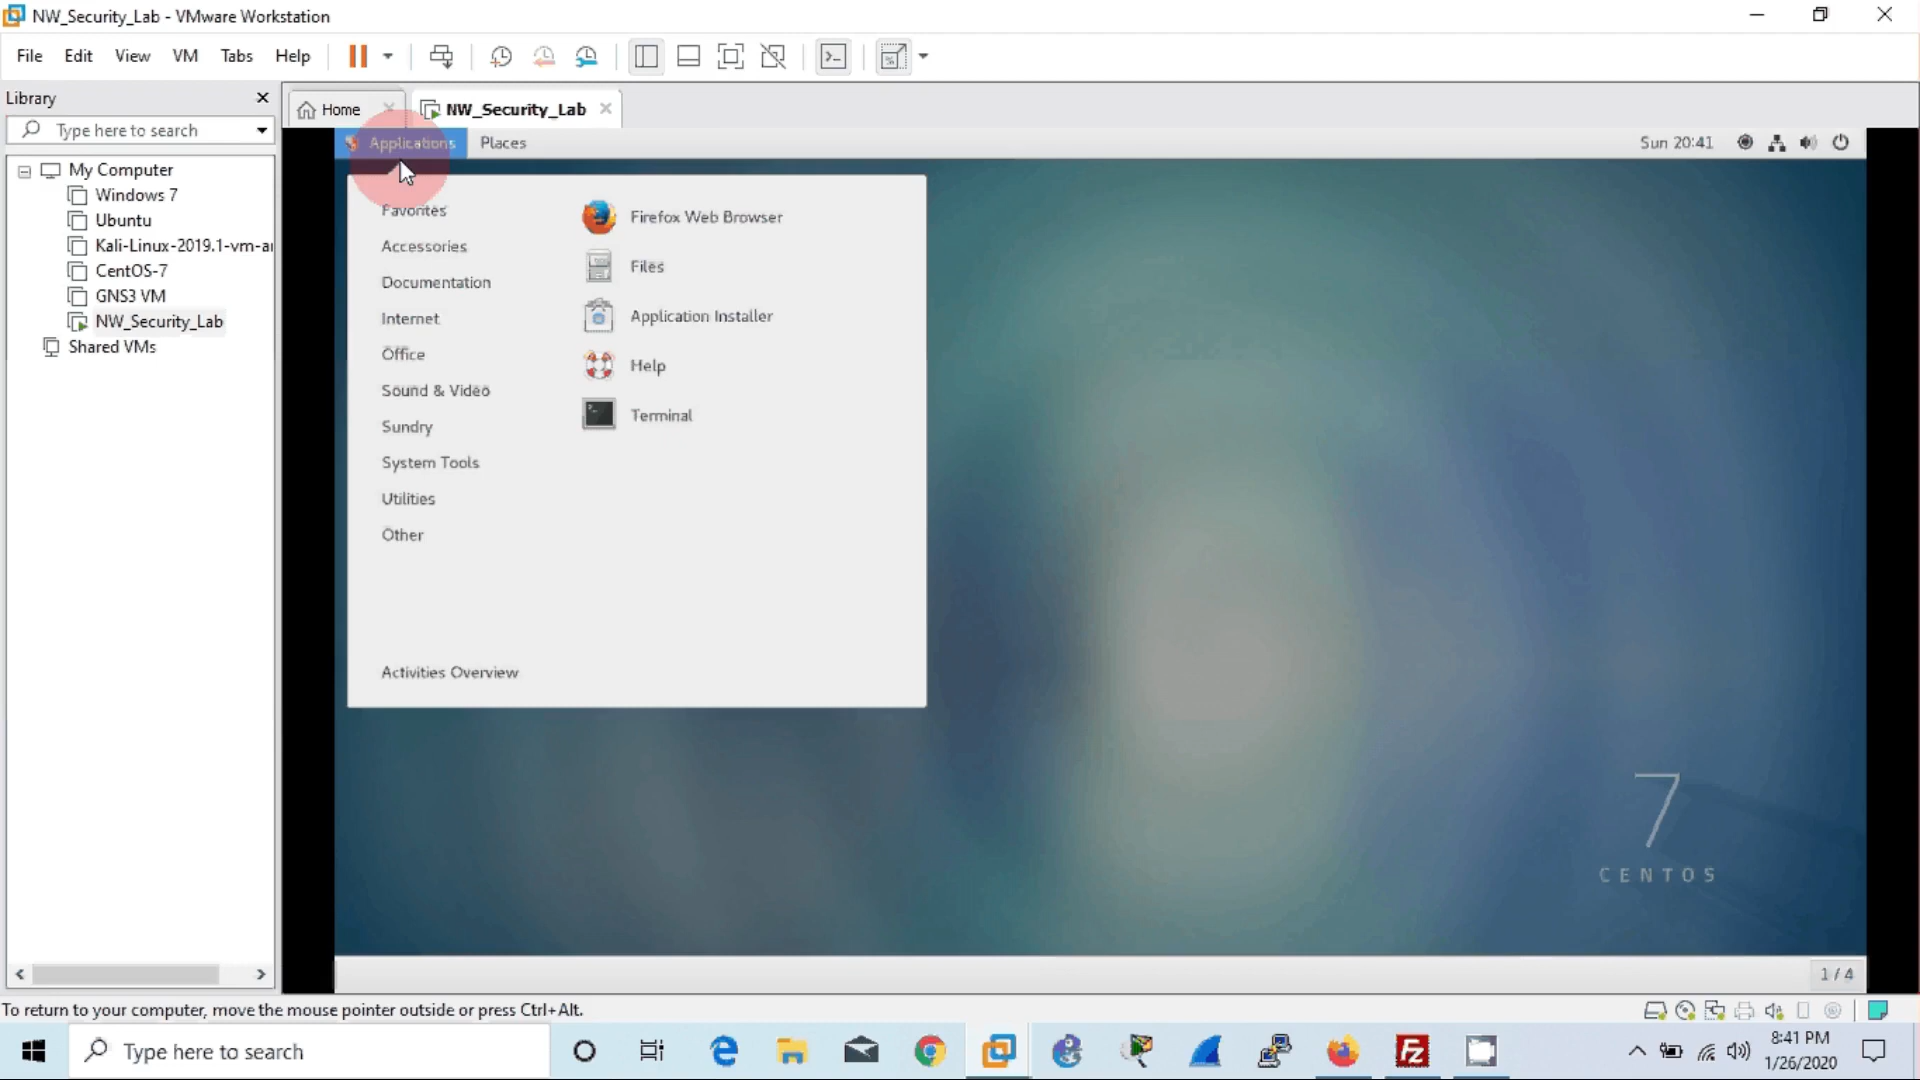 NW_Security_Lab - VMware Workstation
File Edit View VM Tabs Help
Library
Type here to search
My Computer
Windows 7
Ubuntu
Kali-Linux-2019.1-vm-a
CentOS-7
GNS3 VM
NW_Security_Lab
Shared VMs
Home
NW_Security_Lab
Applications Places
Sun 20:41
Favorites
Accessories
Documentation
Internet
Office
Sound & Video
Sundry
System Tools
Utilities
Other
Activities Overview
Firefox Web Browser
Files
Application Installer
Help
Terminal
7
CENTOS
1 / 4
To return to your computer, move the mouse pointer outside or press Ctrl+Alt.
Type here to search
8:41 PM
1/26/2020